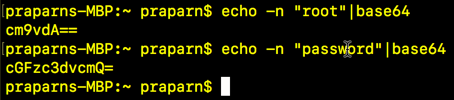 [praparns-MBP:~ praparn$ echo -n "root"|base64
cm9vdA==
[praparns-MBP:~ praparn$ echo -n "password"|base64
cGFzc3dvcmQ=
praparns-MBP:~ praparn$